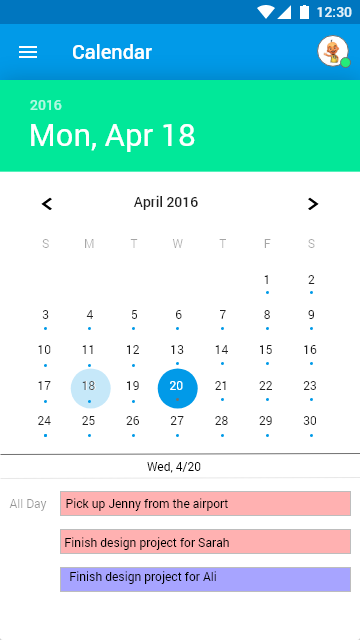 12:30
Calendar
2016
Mon, Apr 18
April 2016
S M T W T F S
1 2
3 4 5 6 7 8 9
10 11 12 13 14 15 16
17 18 19 20 21 22 23
24 25 26 27 28 29 30
Wed, 4/20
All Day Pick up Jenny from the airport
Finish design project for Sarah
Finish design project for Ali